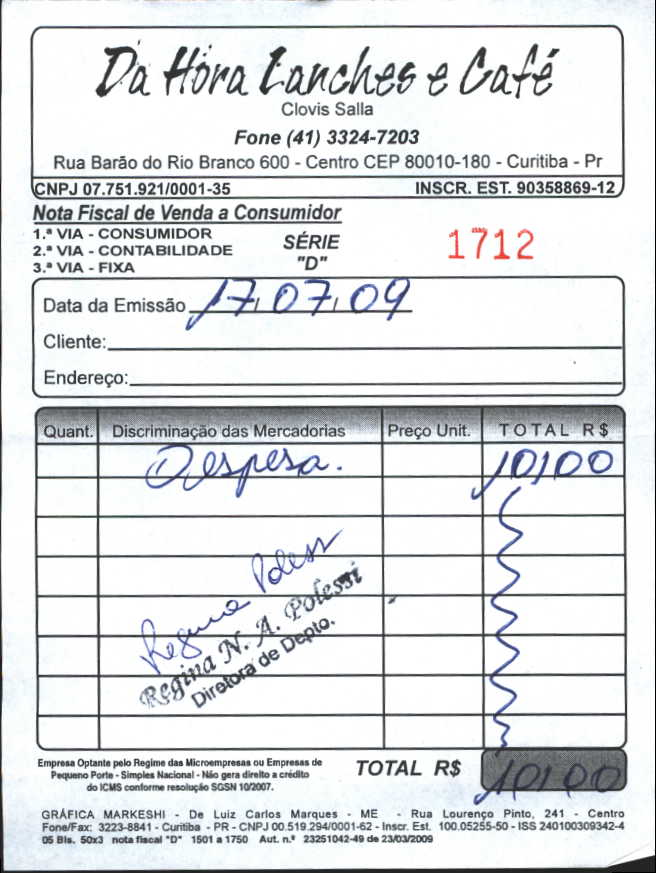 Da Hora Lanches e Café
Clovis Salla
Fone (41) 3324-7203
Rua Barão do Rio Branco 600 - Centro CEP 80010-180 - Curitiba - Pr
CNPJ 07.751.921/0001-35 INSCR. EST. 90358869-12
Nota Fiscal de Venda a Consumidor
1.ª VIA - CONSUMIDOR
2.ª VIA - CONTABILIDADE SÉRIE 1712
3.ª VIA - FIXA "D"
Data da Emissão 17,07,09
Cliente:
Endereço:
Quant. Discriminação das Mercadorias Preço Unit. TOTAL R$
Despesa. 10,00
Regina Polessi
Regina N. A. Polessi
Diretora de Depto.
Empresa Optante pelo Regime das Microempresas ou Empresas de
Pequeno Porte - Simples Nacional - Não gera direito a crédito
do ICMS conforme resolução SGSN 10/2007.
TOTAL R$ 10,00
GRÁFICA MARKESHI - De Luiz Carlos Marques - ME - Rua Lourenço Pinto, 241 - Centro
Fone/Fax: 3223-8841 - Curitiba - PR - CNPJ 00.519.294/0001-62 - Inscr. Est. 100.05255-50 - ISS 240100309342-4
05 Bls. 50x3 nota fiscal "D" 1501 a 1750 Aut. n.º 23251042-49 de 23/03/2009